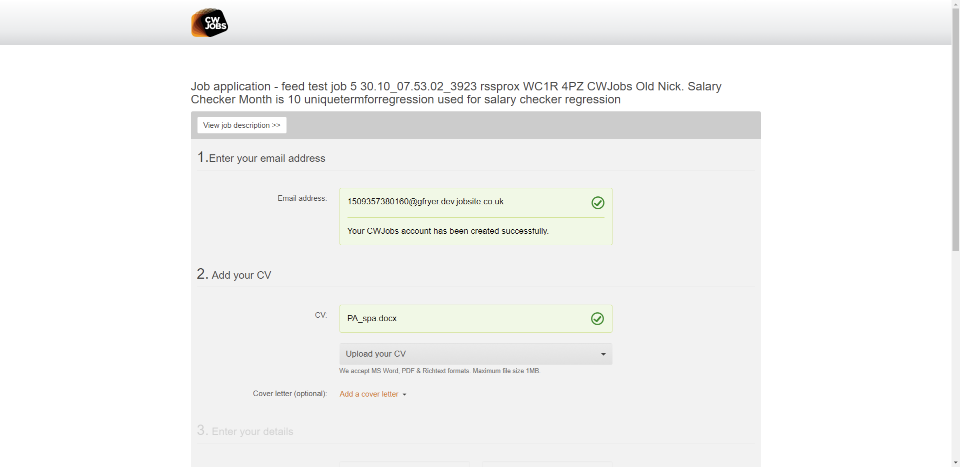 CW
JOBS
Job application - feed test job 5 30.10_07.53.02_3923 rssprox WC1R 4PZ CWJobs Old Nick. Salary
Checker Month is 10 uniquetermforregression used for salary checker regression
View job description >>
1.Enter your email address
Email address:
1509357380160@gfryer.dev.jobsite.co.uk
Your CWJobs account has been created successfully.
2. Add your CV
CV:
PA_spa.docx
Upload your CV
We accept MS Word, PDF & Richtext formats. Maximum file size 1MB.
Cover letter (optional):
Add a cover letter
3. Enter your details